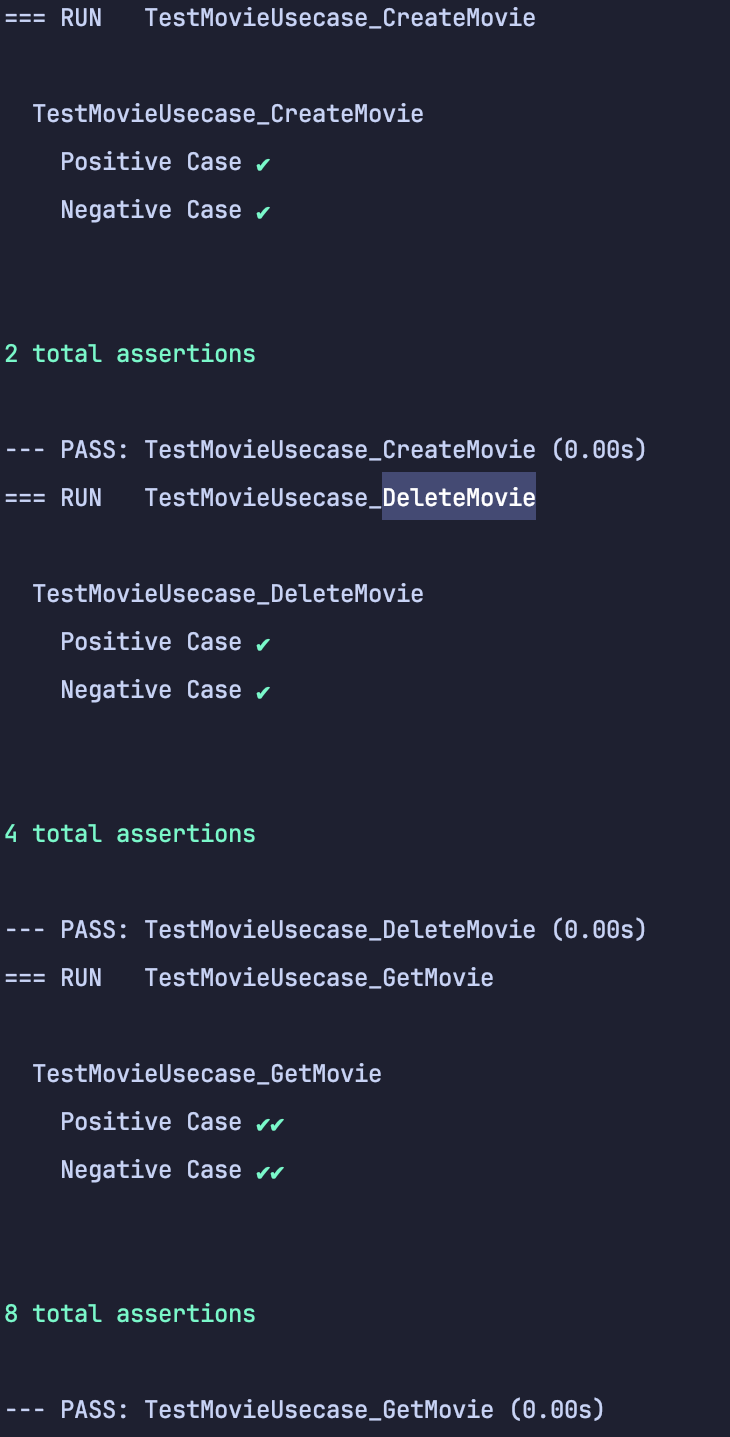 === RUN   TestMovieUsecase_CreateMovie
TestMovieUsecase_CreateMovie
Positive Case ✔
Negative Case ✔
2 total assertions
--- PASS: TestMovieUsecase_CreateMovie (0.00s)
=== RUN   TestMovieUsecase_DeleteMovie
TestMovieUsecase_DeleteMovie
Positive Case ✔
Negative Case ✔
4 total assertions
--- PASS: TestMovieUsecase_DeleteMovie (0.00s)
=== RUN   TestMovieUsecase_GetMovie
TestMovieUsecase_GetMovie
Positive Case ✔✔
Negative Case ✔✔
8 total assertions
--- PASS: TestMovieUsecase_GetMovie (0.00s)